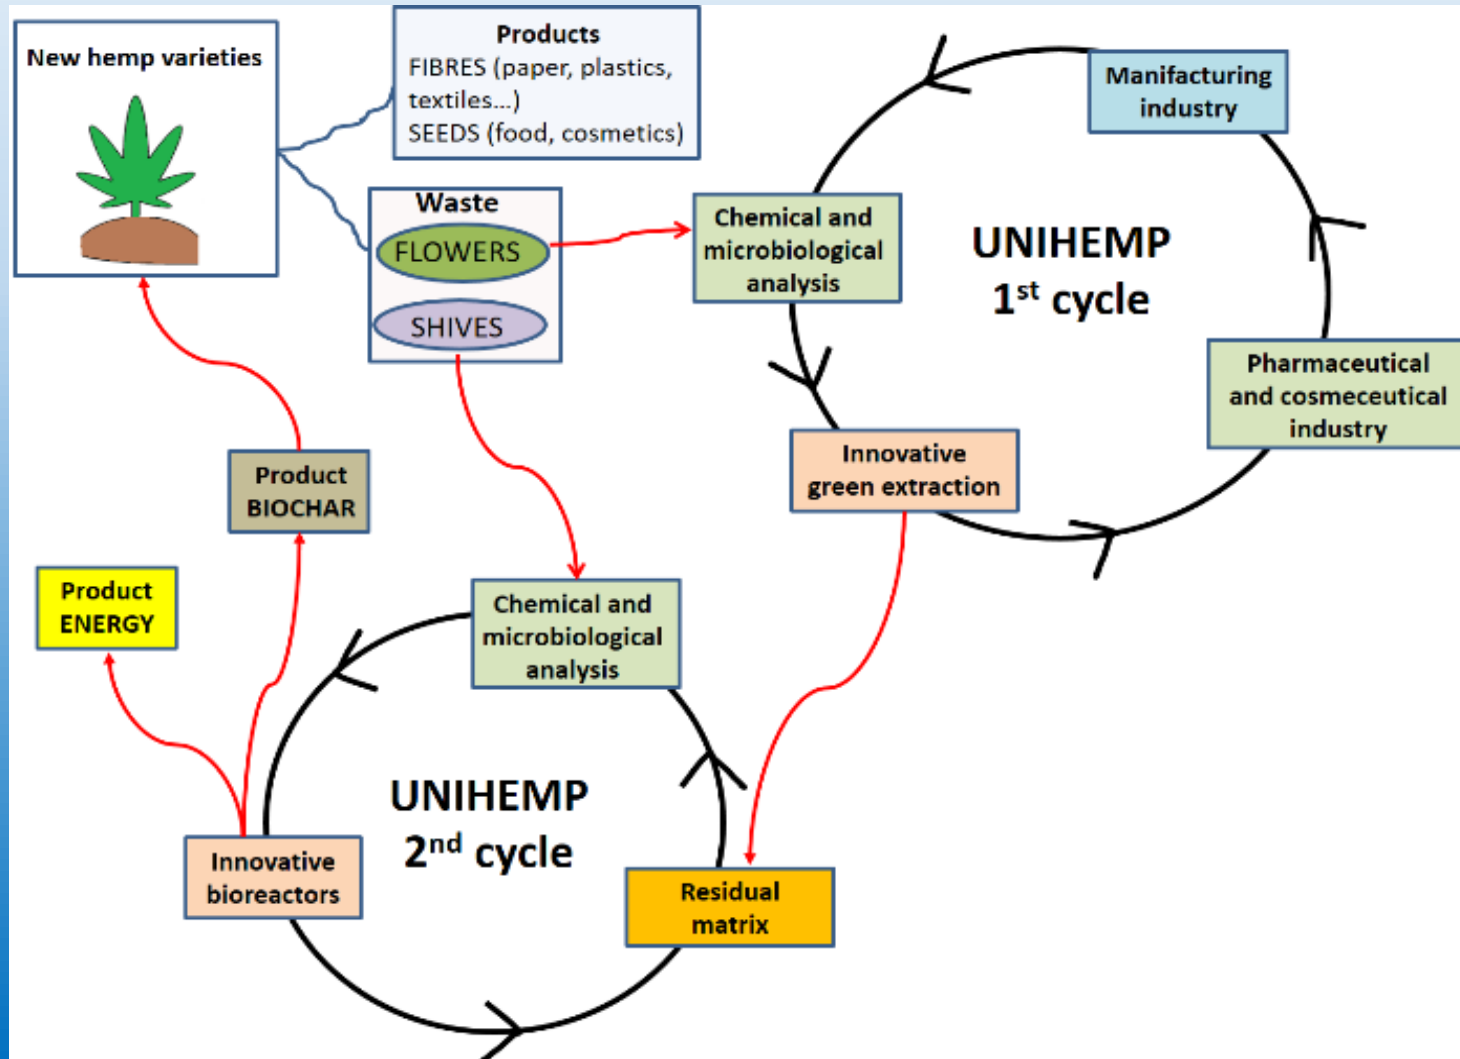 New hemp varieties
Products
FIBRES (paper, plastics,
textiles...)
SEEDS (food, cosmetics)
Waste
FLOWERS
SHIVES
Manifacturing
industry
Chemical and
microbiological
analysis
UNIHEMP
1st cycle
Pharmaceutical
and cosmeceutical
industry
Innovative
green extraction
Product
BIOCHAR
Product
ENERGY
Chemical and
microbiological
analysis
UNIHEMP
2nd cycle
Innovative
bioreactors
Residual
matrix